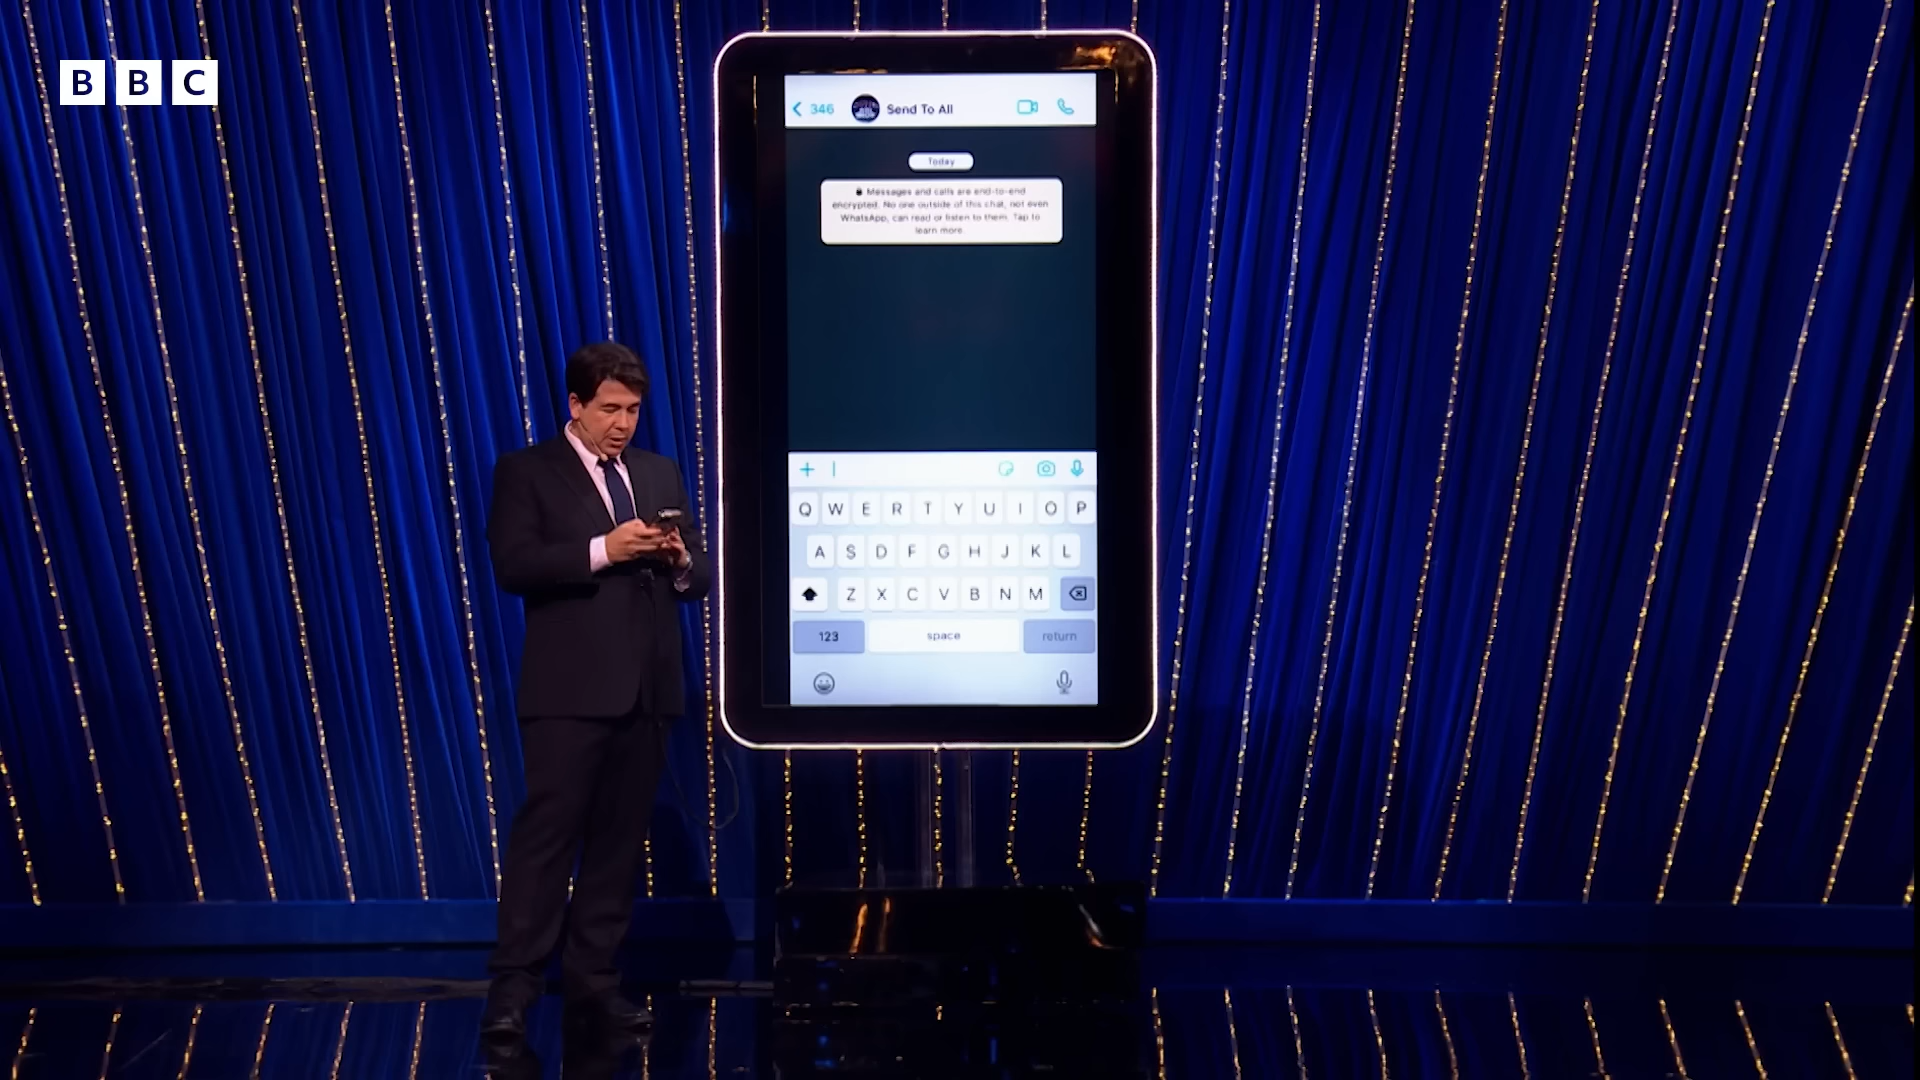 BBC
346 Send To All
Today
Messages and calls are end-to-end
encrypted. No one outside of this chat, not even
WhatsApp, can read or listen to them. Tap to
learn more.
Q W E R T Y U I O P
A S D F G H J K L
Z X C V B N M
123 space return